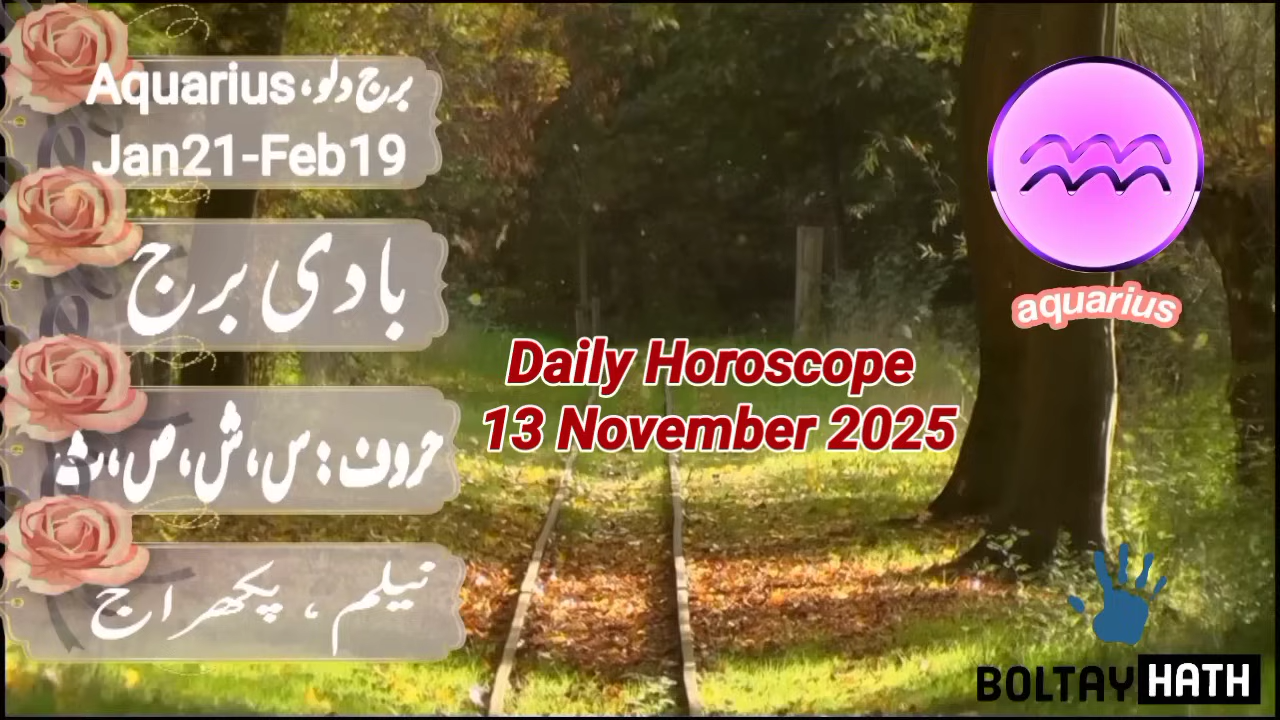 برج دلو، Aquarius
Jan21-Feb19
بادی برج
حروف : س، ش، ص، ث
نیلم ، پکھراج
Daily Horoscope
13 November 2025
aquarius
BOLTAY HATH